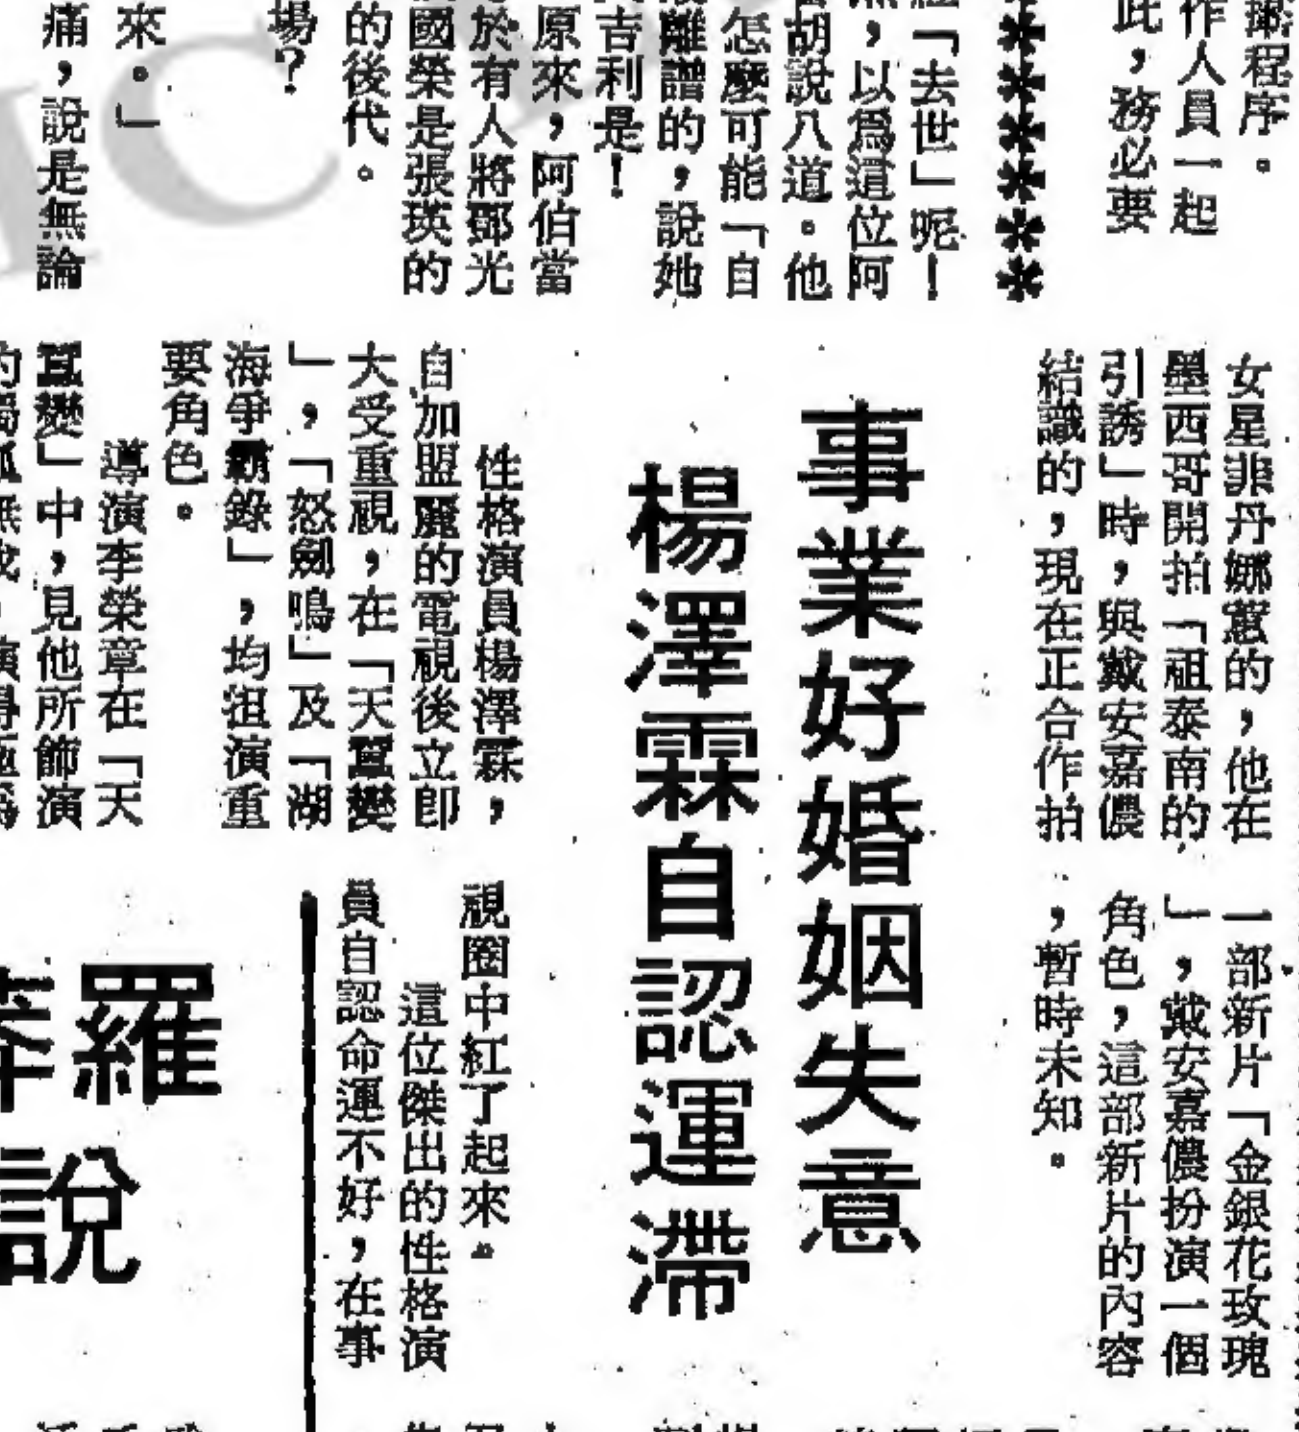 撮程序。
作人員一起
此，務必要
「去世」呢！
，以爲這位阿
胡說八道。他
怎麼可能「自
離譜的，說她
吉利是！
原來，阿伯當
於有人將鄧光
國榮是張瑛的
的後代。
場？
來。」
痛，說是無論
女星非丹娜惹的，他在
墨西哥開拍「祖泰南的
引誘」時，與戴安嘉儂
結識的，現在正合作拍
一部新片「金銀花玫瑰
」，戴安嘉儂扮演一個
角色，這部新片的內容
，暫時未知。
事業好婚姻失意
楊澤霖自認運滯
性格演員楊澤霖，
自加盟麗的電視後立即
大受重視，在「天蠶變
」，「怒劍鳴」及「湖
海爭霸錄」，均徂演重
要角色。
導演李榮章在「天
蠶變」中，見他所飾演
的獨孤無
視圈中紅了起來。
這位傑出的性格演
員自認命運不好，在事
羅
說